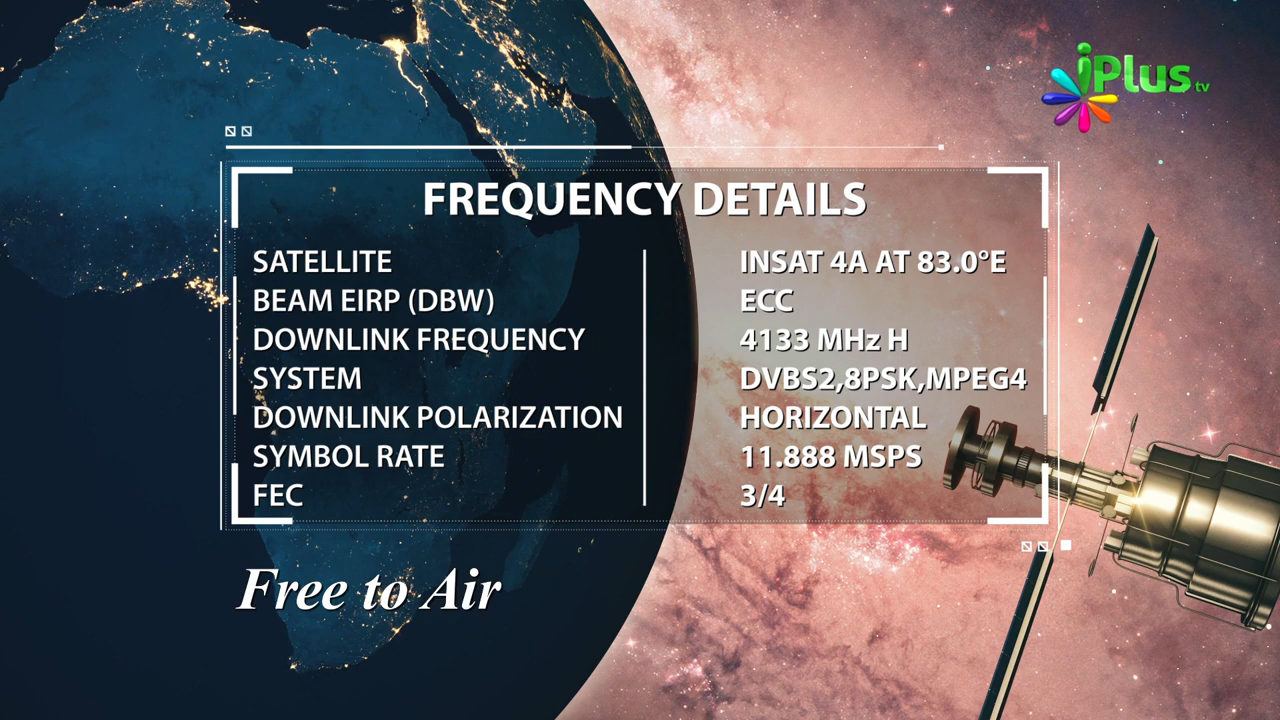 iPlus tv
FREQUENCY DETAILS
SATELLITE INSAT 4A AT 83.0°E
BEAM EIRP (DBW) ECC
DOWNLINK FREQUENCY 4133 MHz H
SYSTEM DVBS2,8PSK,MPEG4
DOWNLINK POLARIZATION HORIZONTAL
SYMBOL RATE 11.888 MSPS
FEC 3/4
Free to Air